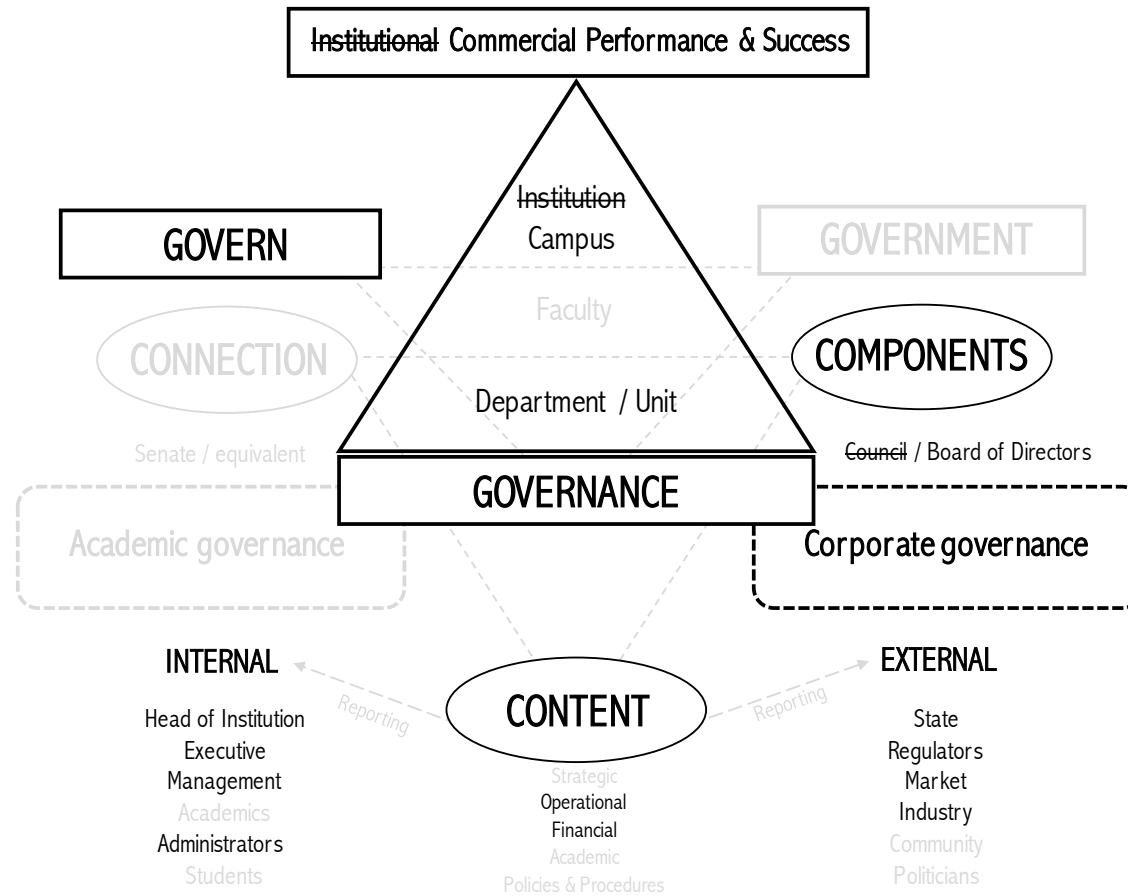 Institutional Commercial Performance & Success
Institution
Campus
GOVERN
GOVERNMENT
Faculty
CONNECTION
COMPONENTS
Department / Unit
Senate / equivalent
Council / Board of Directors
GOVERNANCE
Academic governance
Corporate governance
INTERNAL
EXTERNAL
Reporting
Reporting
CONTENT
Head of Institution
Executive
Management
Academics
Administrators
Students
Strategic
Operational
Financial
Academic
Policies & Procedures
State
Regulators
Market
Industry
Community
Politicians